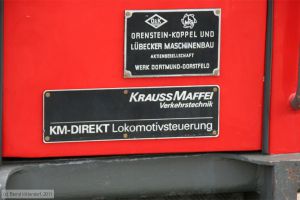 O&K
ORENSTEIN-KOPPEL UND
LÜBECKER MASCHINENBAU
AKTIENGESELLSCHAFT
WERK DORTMUND-DORSTFELD
KRAUSS MAFFEI
Verkehrstechnik
KM-DIREKT Lokomotivsteuerung